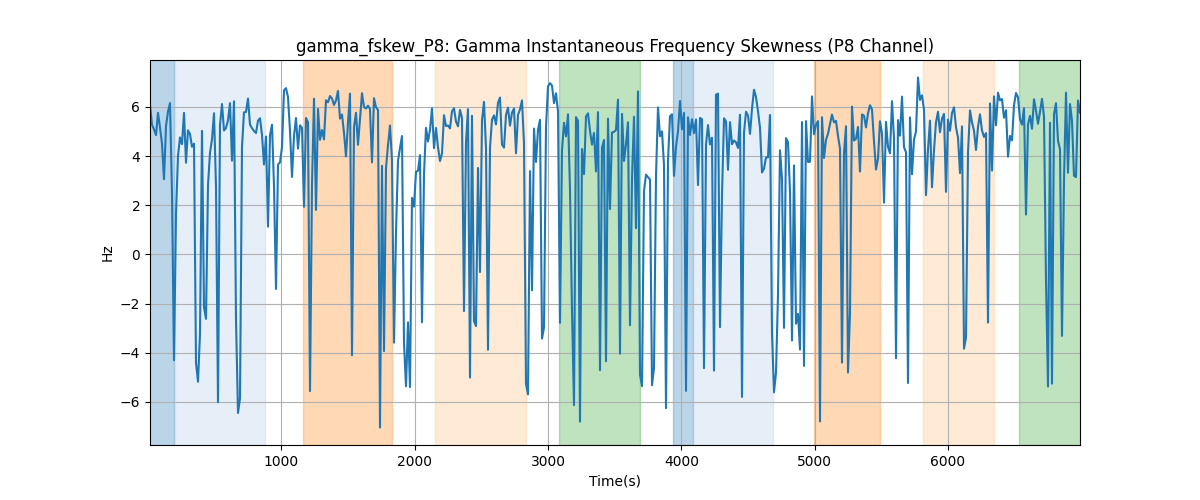 gamma_fskew_P8: Gamma Instantaneous Frequency Skewness (P8 Channel)
6
4
2
0
−2
−4
−6
Hz
1000 2000 3000 4000 5000 6000
Time(s)